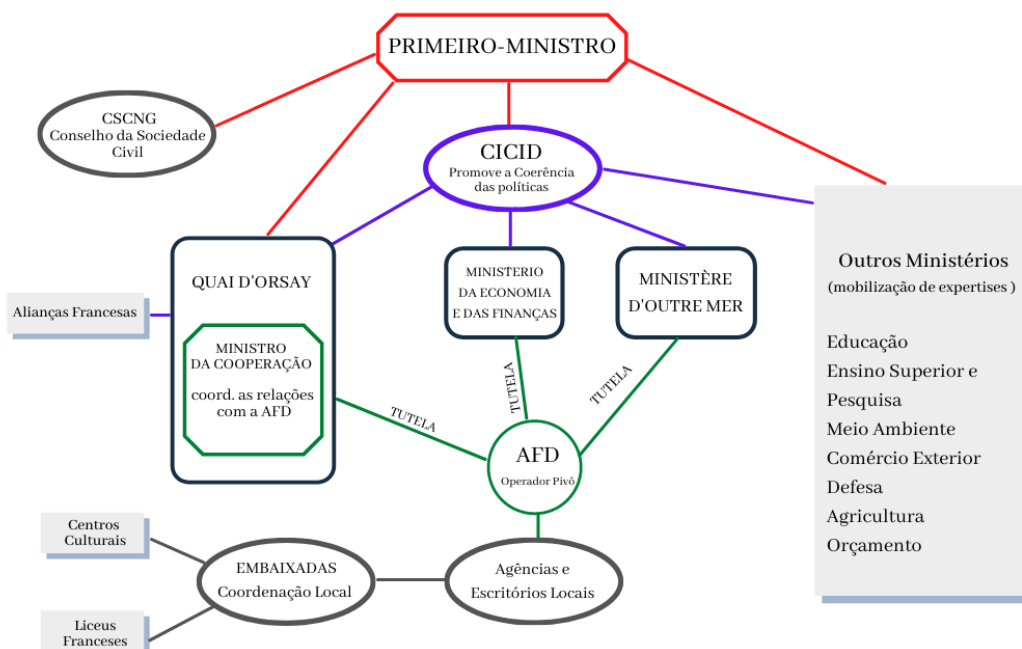 PRIMEIRO-MINISTRO
CSCNG
Conselho da Sociedade
Civil
CICID
Promove a Coerência
das políticas
QUAI D'ORSAY
MINISTRO
DA COOPERAÇÃO
coord. as relações
com a AFD
Alianças Francesas
MINISTERIO
DA ECONOMIA
E DAS FINANÇAS
MINISTÈRE
D'OUTRE MER
Outros Ministérios
(mobilização de expertises )
Educação
Ensino Superior e
Pesquisa
Meio Ambiente
Comércio Exterior
Defesa
Agricultura
Orçamento
TUTELA
TUTELA
TUTELA
AFD
Operador Pivô
Centros
Culturais
EMBAIXADAS
Coordenação Local
Agências e
Escritórios Locais
Liceus
Franceses